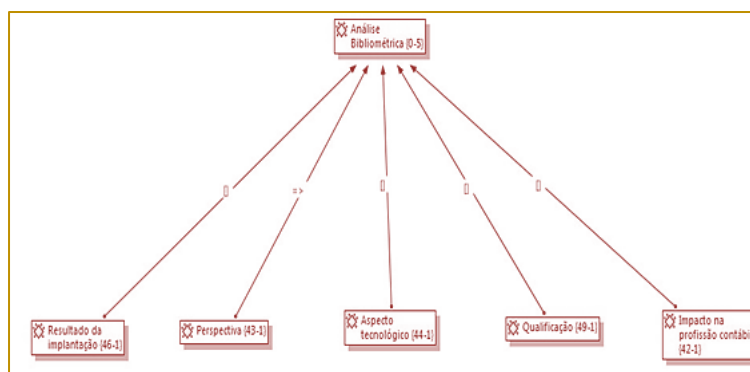 Análise
Bibliométrica {0-5}
=>
Resultado da
implantação {46-1}
Perspectiva {43-1}
Aspecto
tecnológico {44-1}
Qualificação {49-1}
Impacto na
profissão contábi
{42-1}